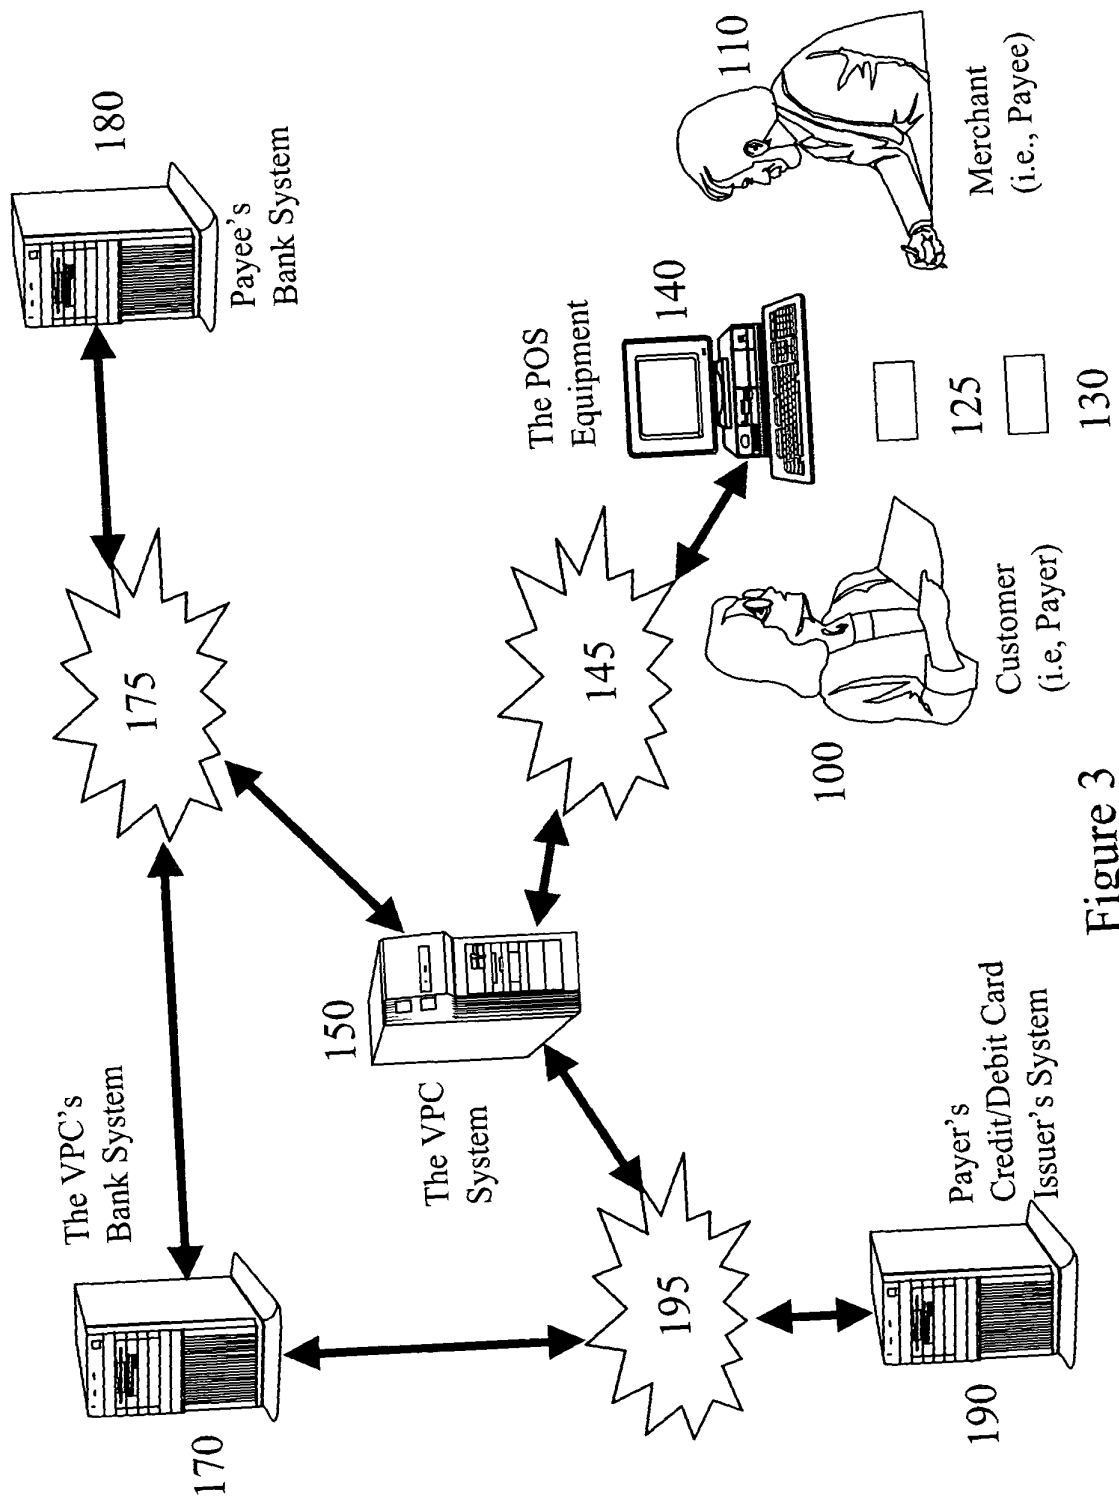 The VPC's
Bank System
170
175
Payee's
Bank System
180
150
The VPC
System
145
The POS
Equipment
140
110
195
190
Payer's
Credit/Debit Card
Issuer's System
100
Customer
(i.e, Payer)
125
130
Merchant
(i.e., Payee)
Figure 3